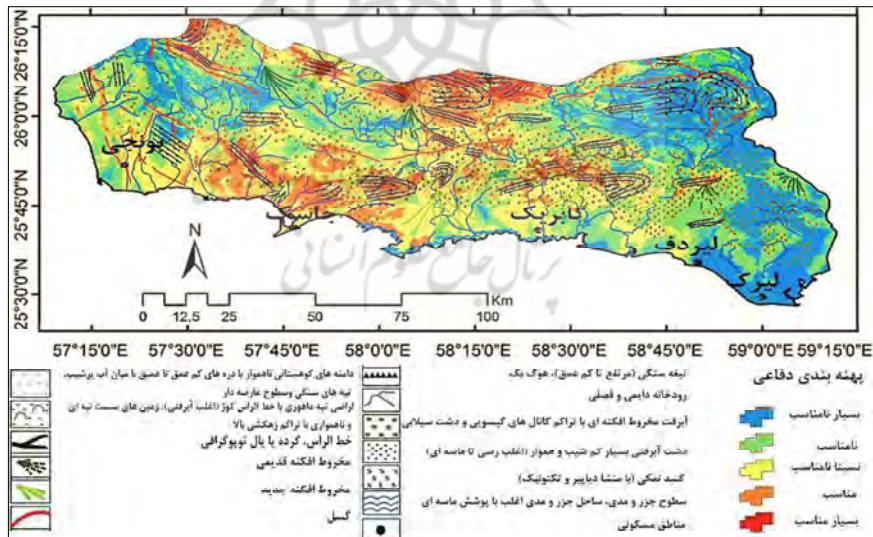 26°15'0"N
26°0'0"N
25°45'0"N
25°30'0"N
بونجی
جاسک
کابریک
لیردف
لیرک
N
پرتال جامع علوم انسانی
Km
0 12.5 25 50 75 100
57°15'0"E 57°30'0"E 57°45'0"E 58°0'0"E 58°15'0"E 58°30'0"E 58°45'0"E 59°0'0"E 59°15'0"E
پهنه بندی دفاعی
بسیار نامناسب
نامناسب
نسبتا نامناسب
مناسب
بسیار مناسب
تیغه سنگی (مرتفع تا کم عمق)، هوگ بک
رودخانه دایمی و فصلی
آبرفت مخروط افکنه ای با تراکم کانال های گیسویی و دشت سیلابی
دشت آبرفتی بسیار کم شیب و هموار (اغلب رسی تا ماسه ای)
گنبد نمکی (با منشا دیاپیر و تکتونیک)
سطوح جزر و مدی، ساحل جزر و مدی اغلب با پوشش ماسه ای
مناطق مسکونی
دامنه های کوهستانی ناهموار با دره های کم عمق تا عمیق با میان آب پرشیب،
تپه های سنگی وسطوح عارضه دار
اراضی تپه ماهوری با خط الراس کوژ (اغلب آبرفتی)، زمین های سست تپه ای
و ناهمواری با تراکم زهکشی بالا
خط الراس، گرده یا یال توپوگرافی
مخروط افکنه قدیمی
مخروط افکنه جدید
گسل